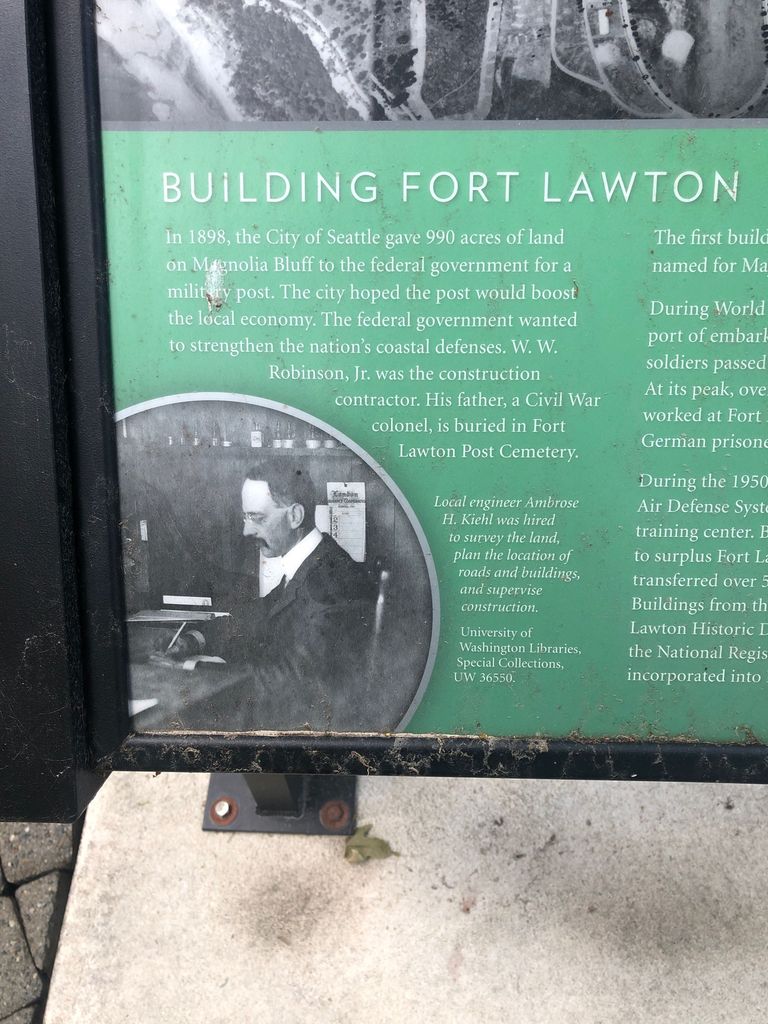 BUILDING FORT LAWTON
In 1898, the City of Seattle gave 990 acres of land
on Magnolia Bluff to the federal government for a
military post. The city hoped the post would boost
the local economy. The federal government wanted
to strengthen the nation's coastal defenses. W. W.
Robinson, Jr. was the construction
contractor. His father, a Civil War
colonel, is buried in Fort
Lawton Post Cemetery.
London
Local engineer Ambrose
H. Kiehl was hired
to survey the land,
plan the location of
roads and buildings,
and supervise
construction.
University of
Washington Libraries,
Special Collections,
UW 36550.
The first build
named for Ma
During World
port of embark
soldiers passed
At its peak, ove
worked at Fort
German prisone
During the 1950
Air Defense Syste
training center. B
to surplus Fort La
transferred over 5
Buildings from th
Lawton Historic D
the National Regis
incorporated into